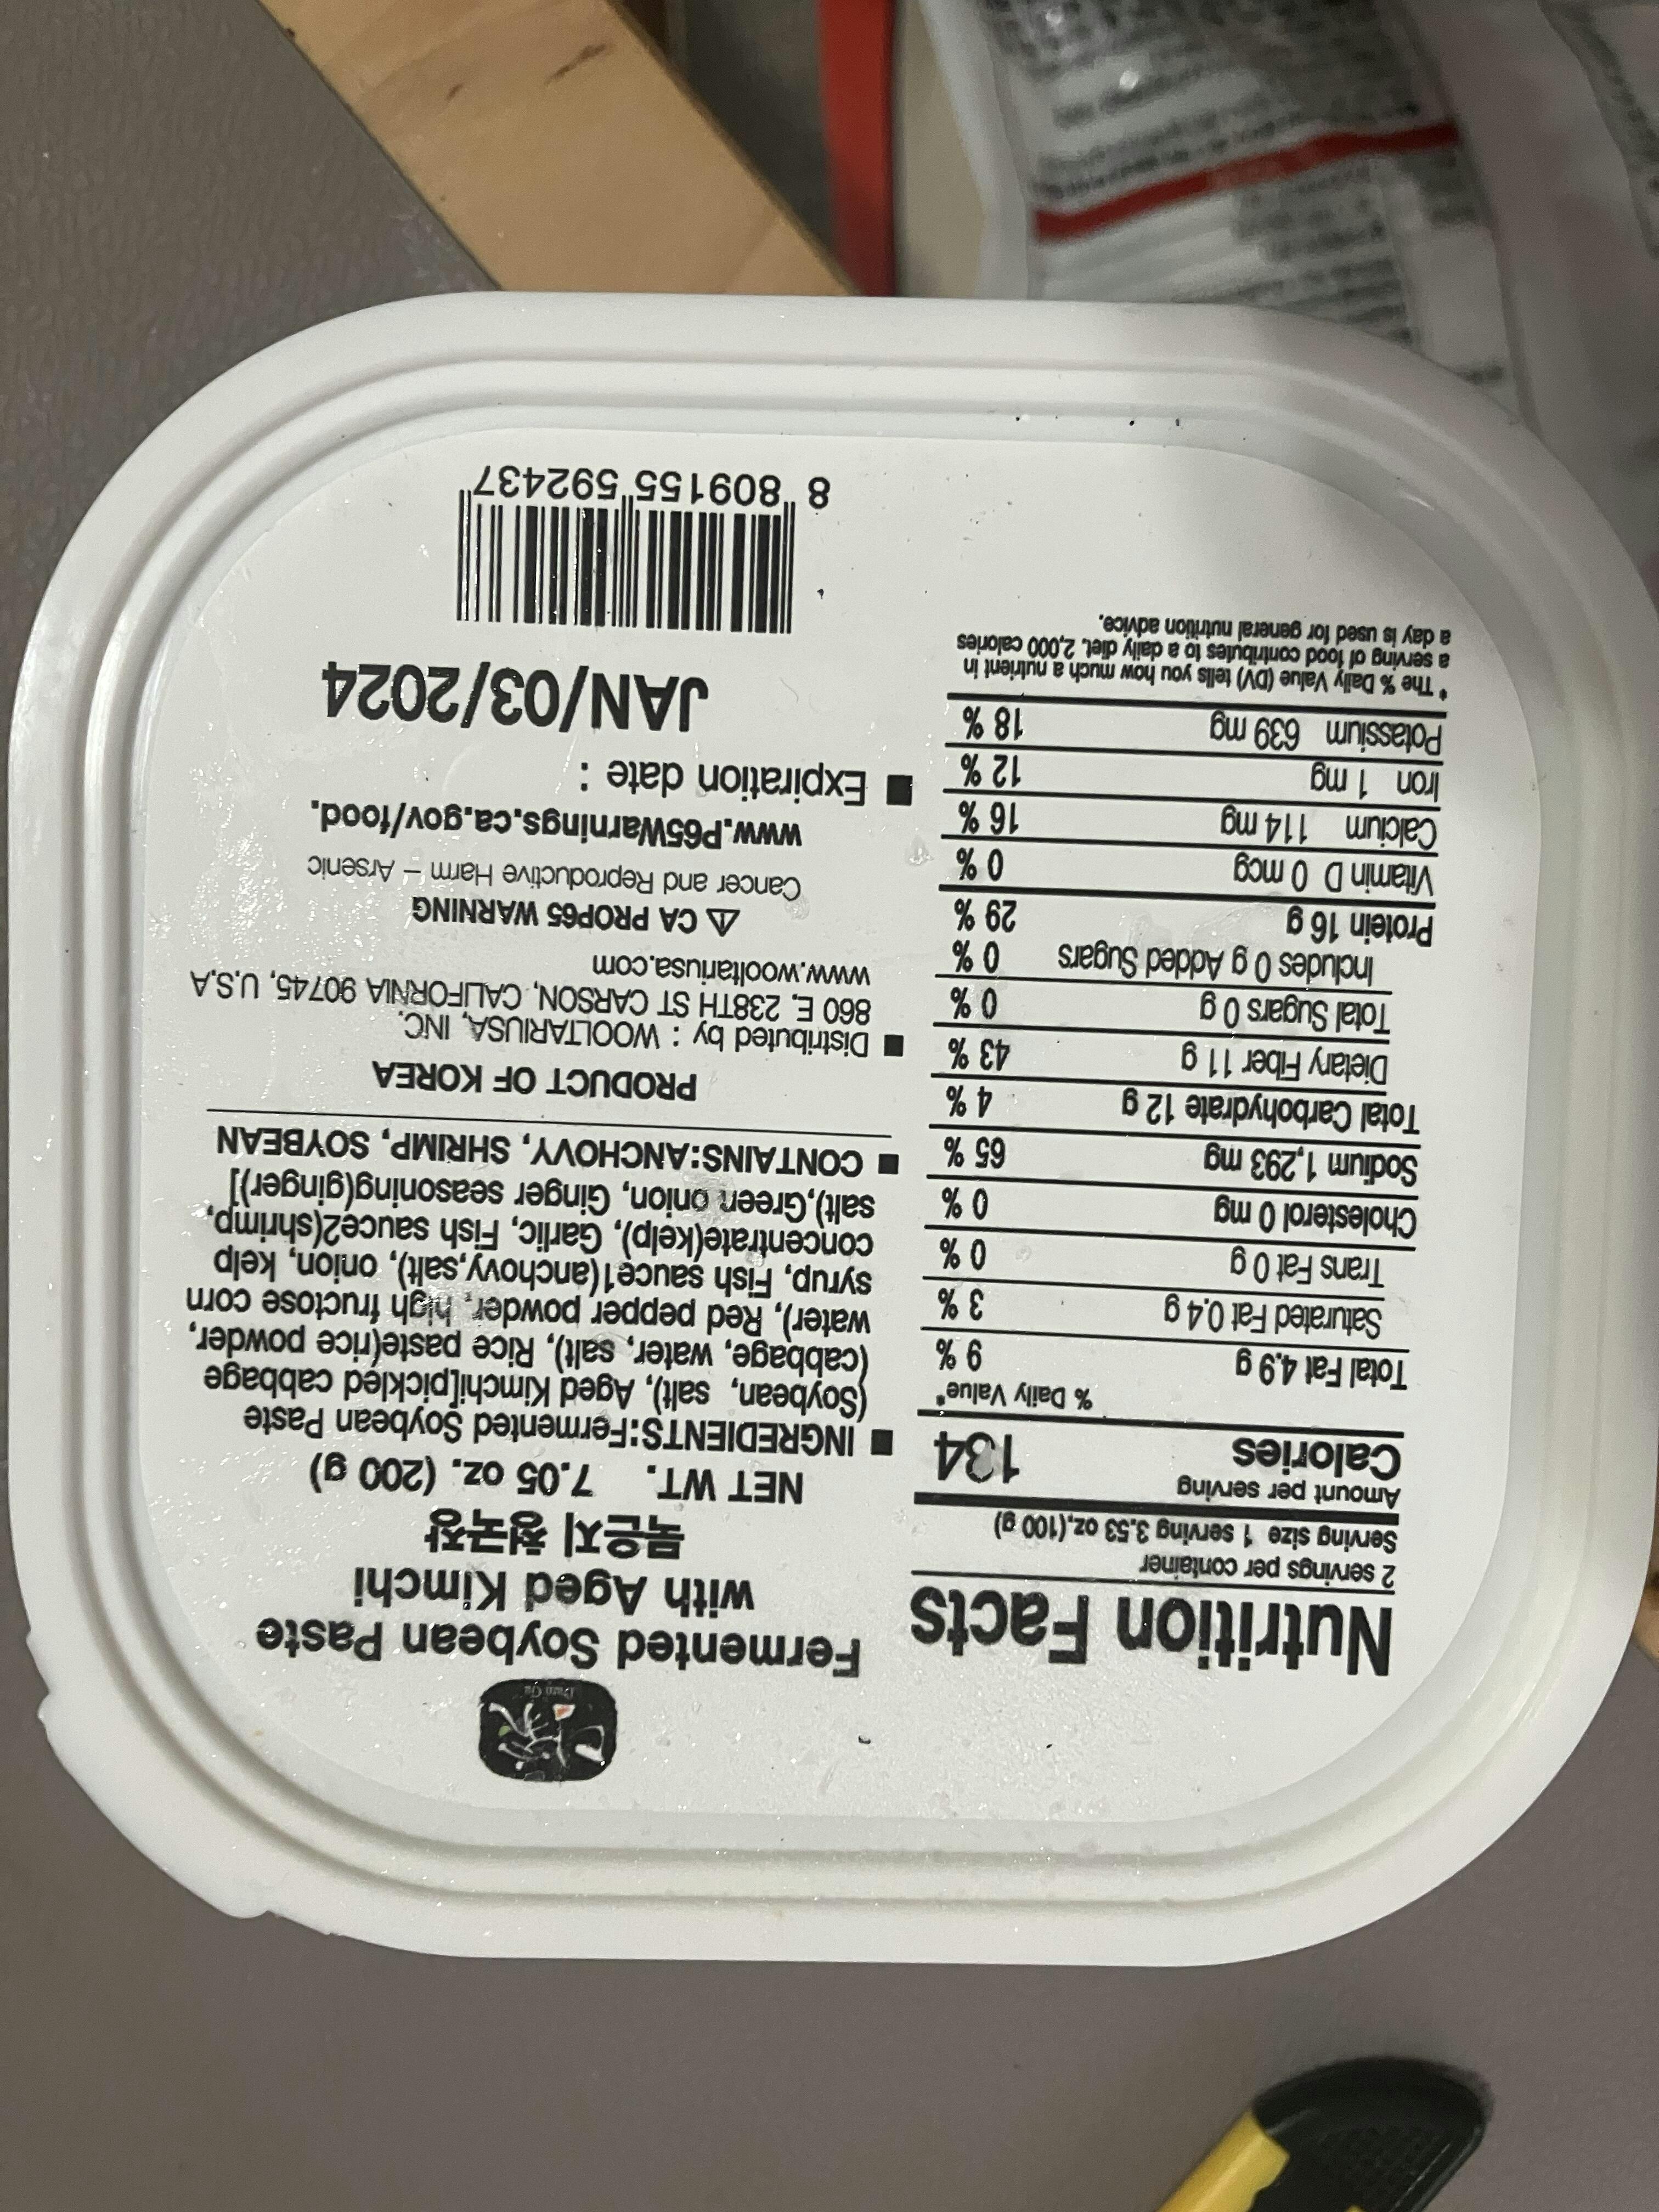 Nutrition Facts
2 servings per container
Serving size 1 serving 3.53 oz,(100 g)
Amount per serving
Calories 134
% Daily Value*
Total Fat 4.9 g 9 %
Saturated Fat 0.4 g 3 %
Trans Fat 0 g 0 %
Cholesterol 0 mg 0 %
Sodium 1,293 mg 65 %
Total Carbohydrate 12 g 4 %
Dietary Fiber 11 g 43 %
Total Sugars 0 g 0 %
Includes 0 g Added Sugars 0 %
Protein 16 g 29 %
Vitamin D 0 mcg 0 %
Calcium 114 mg 16 %
Iron 1 mg 12 %
Potassium 639 mg 18 %
* The % Daily Value (DV) tells you how much a nutrient in
a serving of food contributes to a daily diet. 2,000 calories
a day is used for general nutrition advice.
Fermented Soybean Paste
with Aged Kimchi
묵은지 청국장
NET WT. 7.05 oz. (200 g)
■ INGREDIENTS:Fermented Soybean Paste
(Soybean, salt), Aged Kimchi[pickled cabbage
(cabbage, water, salt), Rice paste(rice powder,
water), Red pepper powder, high fructose corn
syrup, Fish sauce1(anchovy,salt), onion, kelp
concentrate(kelp), Garlic, Fish sauce2(shrimp,
salt),Green onion, Ginger seasoning(ginger)]
■ CONTAINS:ANCHOVY, SHRIMP, SOYBEAN
PRODUCT OF KOREA
■ Distributed by : WOOLTARIUSA, INC.
860 E. 238TH ST CARSON, CALIFORNIA 90745, U.S.A
www.wooltariusa.com
⚠ CA PROP65 WARNING
Cancer and Reproductive Harm – Arsenic
www.P65Warnings.ca.gov/food.
■ Expiration date :
JAN/03/2024
8 809155 592437